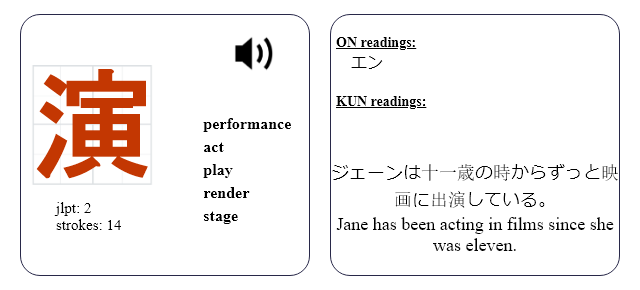 演
performance
act
play
render
stage
jlpt: 2
strokes: 14
ON readings:
エン
KUN readings:
ジェーンは十一歳の時からずっと映
画に出演している。
Jane has been acting in films since she
was eleven.